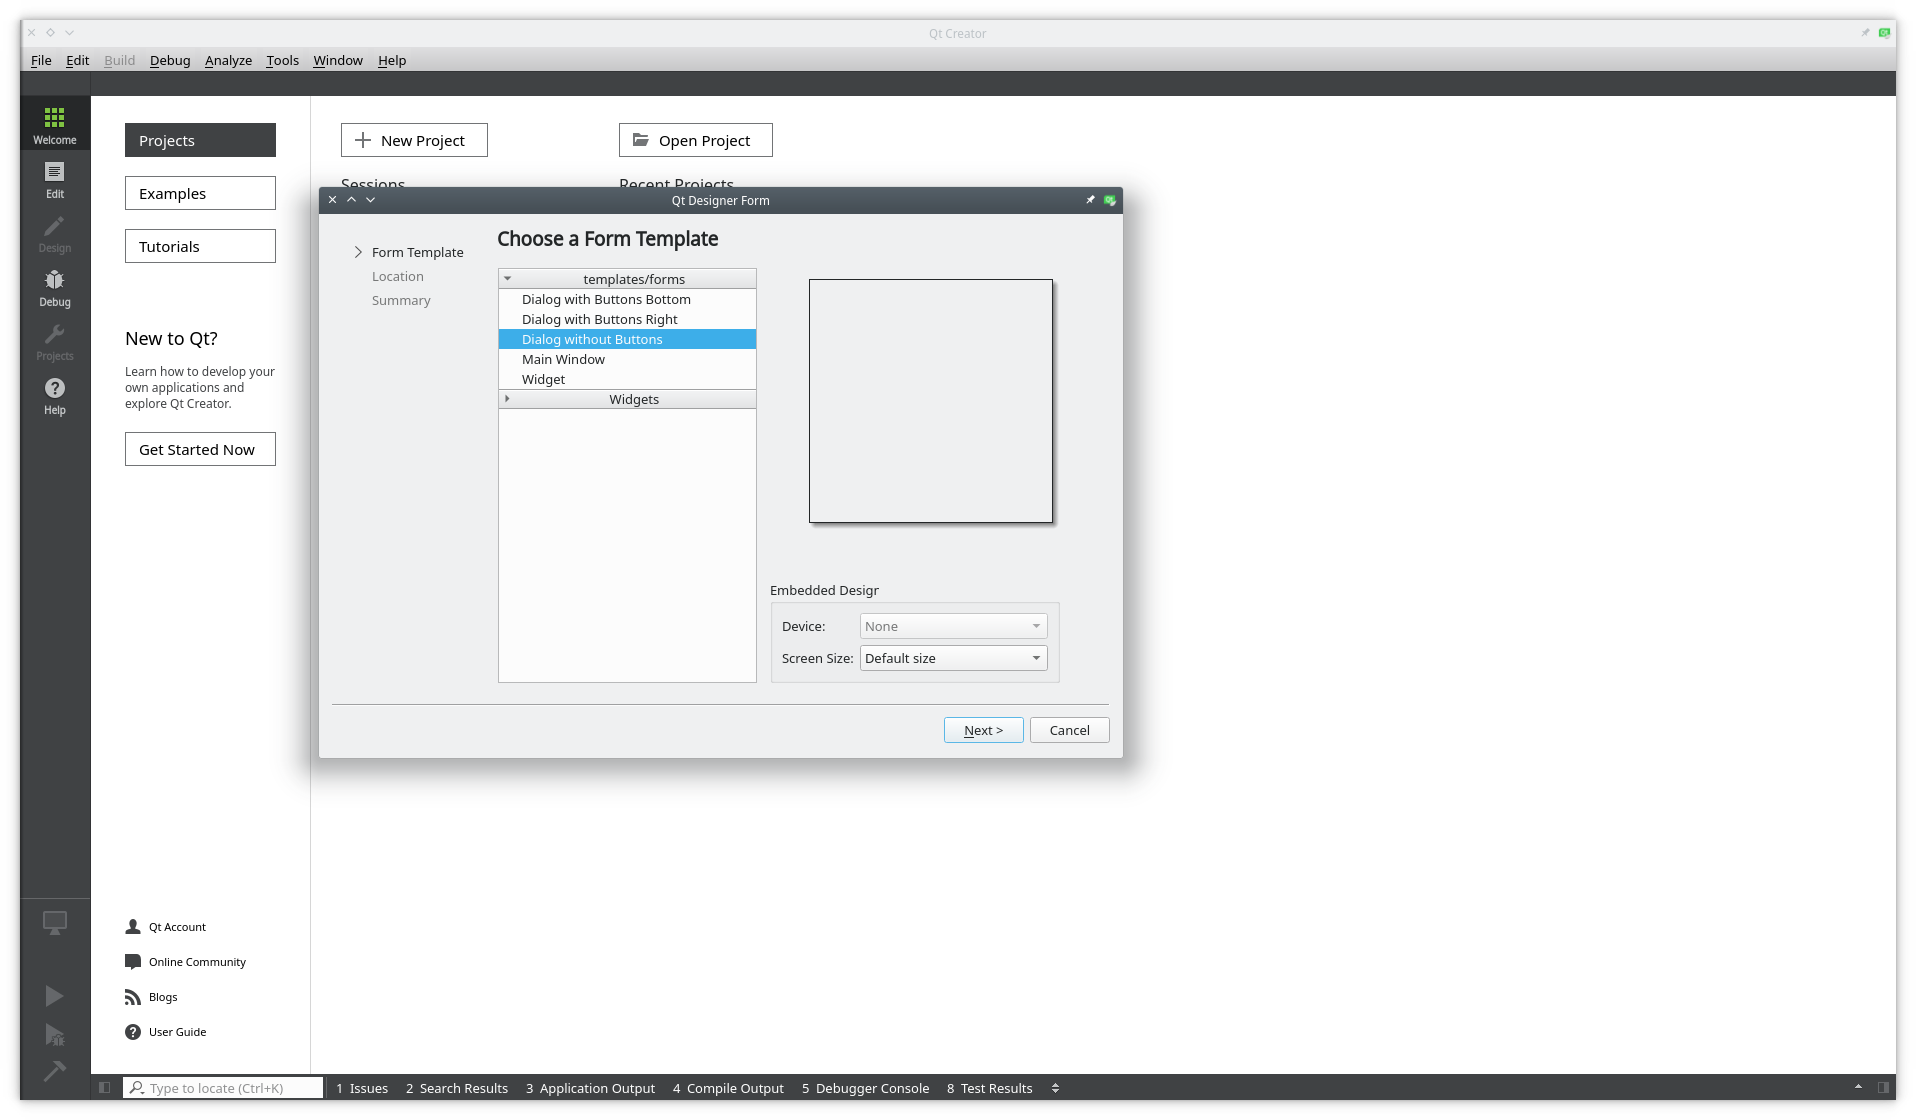 Qt Creator
File Edit Build Debug Analyze Tools Window Help
Welcome
Edit
Design
Debug
Projects
Help
Projects
Examples
Tutorials
New to Qt?
Learn how to develop your
own applications and
explore Qt Creator.
Get Started Now
Qt Account
Online Community
Blogs
User Guide
New Project
Open Project
Sessions
Recent Projects
Qt Designer Form
Form Template
Location
Summary
Choose a Form Template
templates/forms
Dialog with Buttons Bottom
Dialog with Buttons Right
Dialog without Buttons
Main Window
Widget
Widgets
Embedded Desigr
Device: None
Screen Size: Default size
Next >
Cancel
Type to locate (Ctrl+K)
1 Issues 2 Search Results 3 Application Output 4 Compile Output 5 Debugger Console 8 Test Results